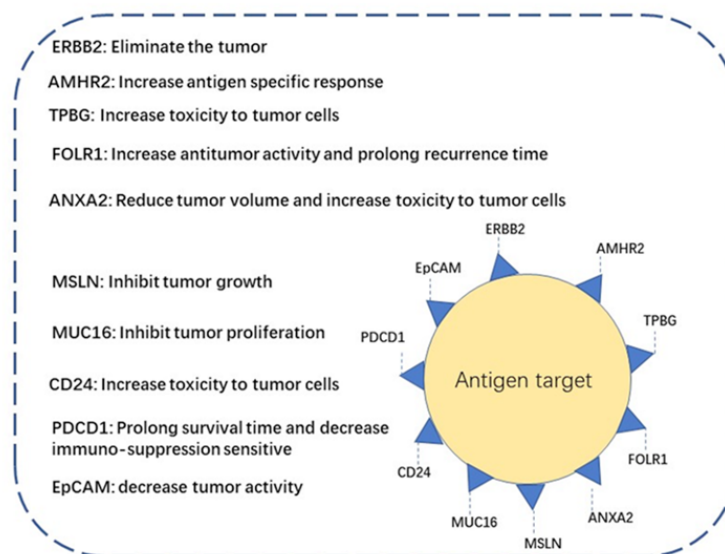 ERBB2: Eliminate the tumor
AMHR2: Increase antigen specific response
TPBG: Increase toxicity to tumor cells
FOLR1: Increase antitumor activity and prolong recurrence time
ANXA2: Reduce tumor volume and increase toxicity to tumor cells
MSLN: Inhibit tumor growth
MUC16: Inhibit tumor proliferation
CD24: Increase toxicity to tumor cells
PDCD1: Prolong survival time and decrease
immuno-suppression sensitive
EpCAM: decrease tumor activity
ERBB2
AMHR2
EpCAM
TPBG
PDCD1
Antigen target
FOLR1
CD24
ANXA2
MUC16
MSLN